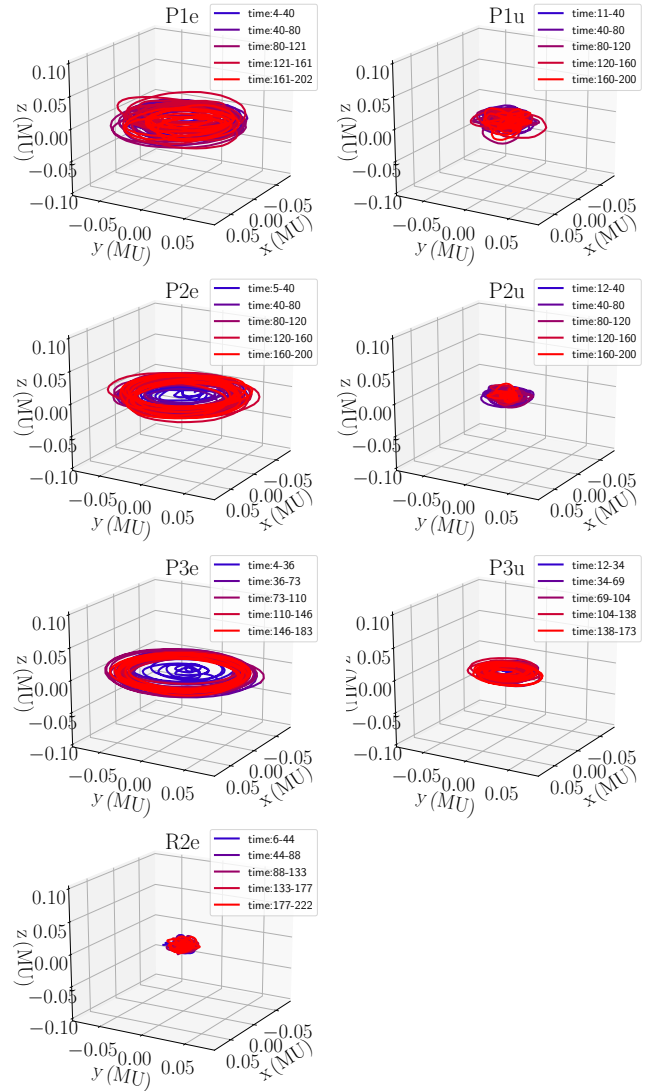 P1e
time:4-40
time:40-80
time:80-121
time:121-161
time:161-202
0.10
0.05
0.00
−0.05
−0.10
z (MU)
−0.05
0.00
0.05
y (MU)
−0.05
0.00
0.05
x (MU)
P1u
time:11-40
time:40-80
time:80-120
time:120-160
time:160-200
0.10
0.05
0.00
−0.05
−0.10
z (MU)
−0.05
0.00
0.05
y (MU)
−0.05
0.00
0.05
x (MU)
P2e
time:5-40
time:40-80
time:80-120
time:120-160
time:160-200
0.10
0.05
0.00
−0.05
−0.10
z (MU)
−0.05
0.00
0.05
y (MU)
−0.05
0.00
0.05
x (MU)
P2u
time:12-40
time:40-80
time:80-120
time:120-160
time:160-200
0.10
0.05
0.00
−0.05
−0.10
z (MU)
−0.05
0.00
0.05
y (MU)
−0.05
0.00
0.05
x (MU)
P3e
time:4-36
time:36-73
time:73-110
time:110-146
time:146-183
0.10
0.05
0.00
−0.05
−0.10
z (MU)
−0.05
0.00
0.05
y (MU)
−0.05
0.00
0.05
x (MU)
P3u
time:12-34
time:34-69
time:69-104
time:104-138
time:138-173
0.10
0.05
0.00
−0.05
−0.10
z (MU)
−0.05
0.00
0.05
y (MU)
−0.05
0.00
0.05
x (MU)
R2e
time:6-44
time:44-88
time:88-133
time:133-177
time:177-222
0.10
0.05
0.00
−0.05
−0.10
z (MU)
−0.05
0.00
0.05
y (MU)
−0.05
0.00
0.05
x (MU)